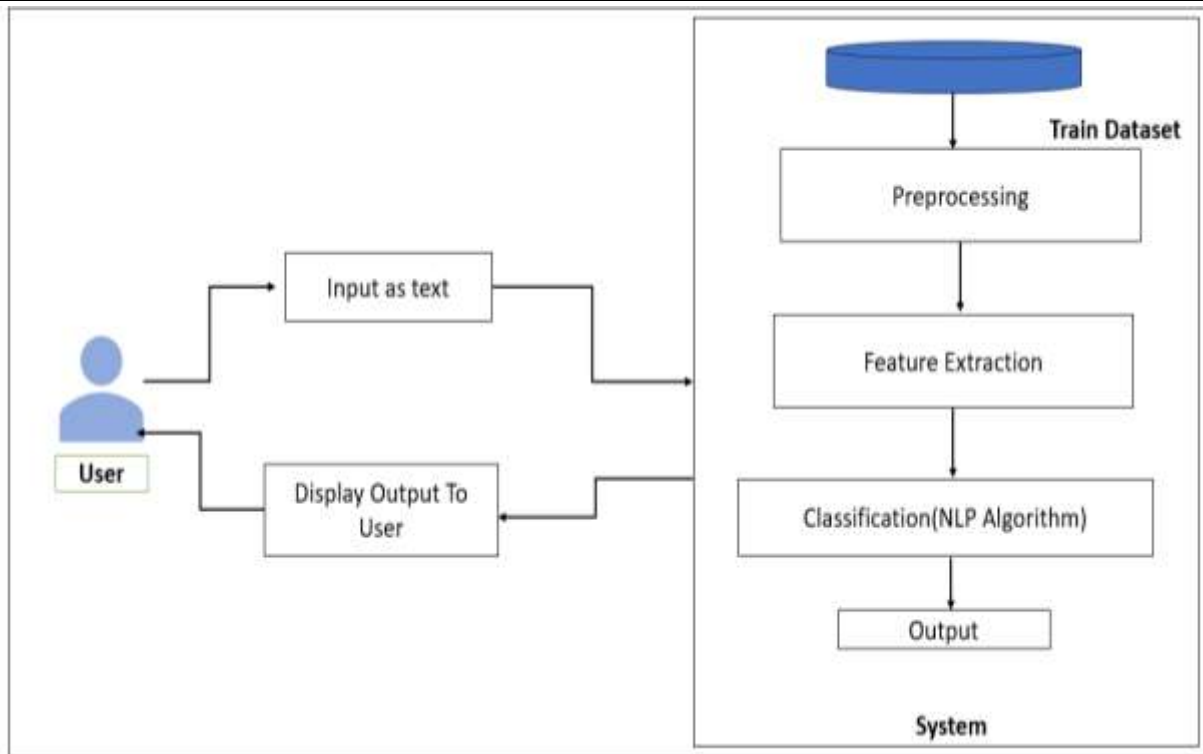 Train Dataset
Preprocessing
Input as text
Feature Extraction
User
Display Output To
User
Classification(NLP Algorithm)
Output
System